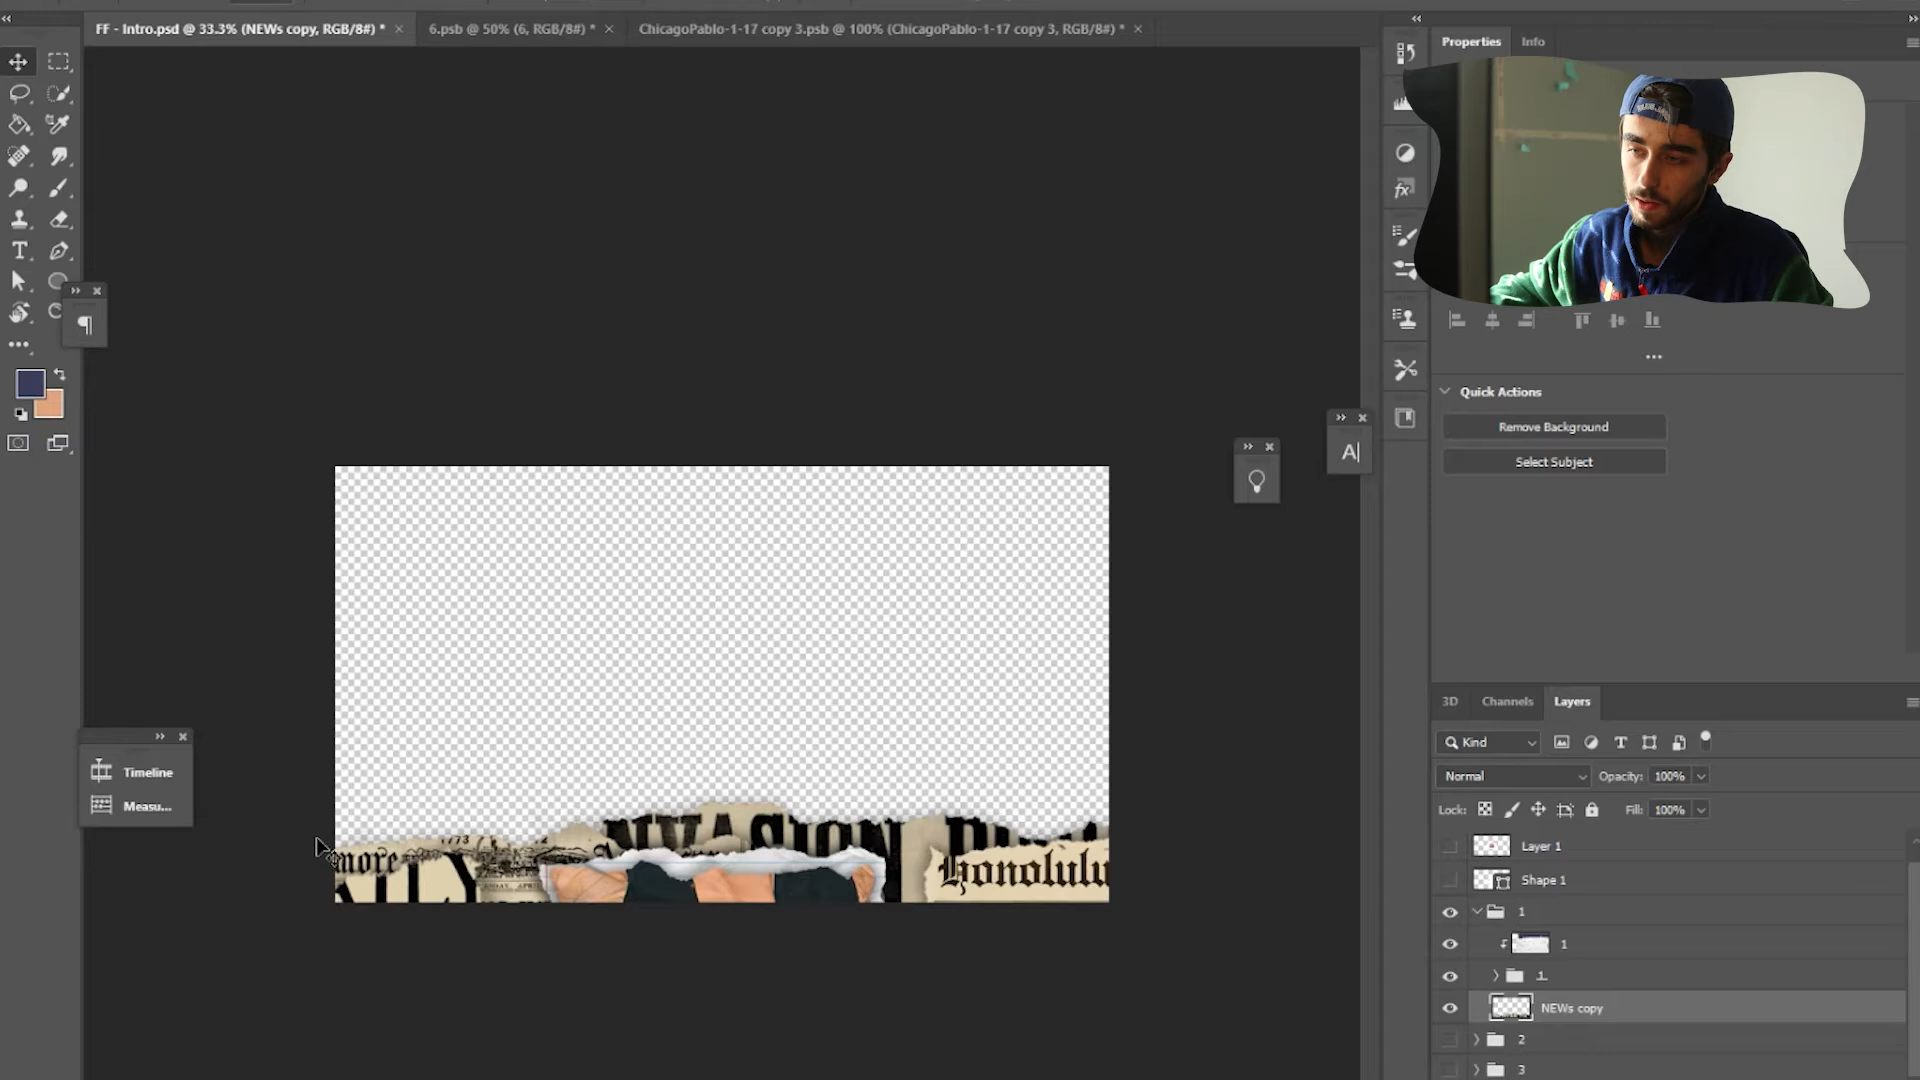 FF - Intro.psd @ 33.3% (NEWs copy, RGB/8#) *
6.psb @ 50% (6, RGB/8#) *
ChicagoPablo-1-17 copy 3.psb @ 100% (ChicagoPablo-1-17 copy 3, RGB/8#) *
Properties
Info
Quick Actions
Remove Background
Select Subject
Timeline
Measu...
3D
Channels
Layers
Kind
Normal
Opacity: 100%
Lock:
Fill: 100%
Layer 1
Shape 1
1
1
1
NEWs copy
2
3
more
1773
NVASION
honolulu